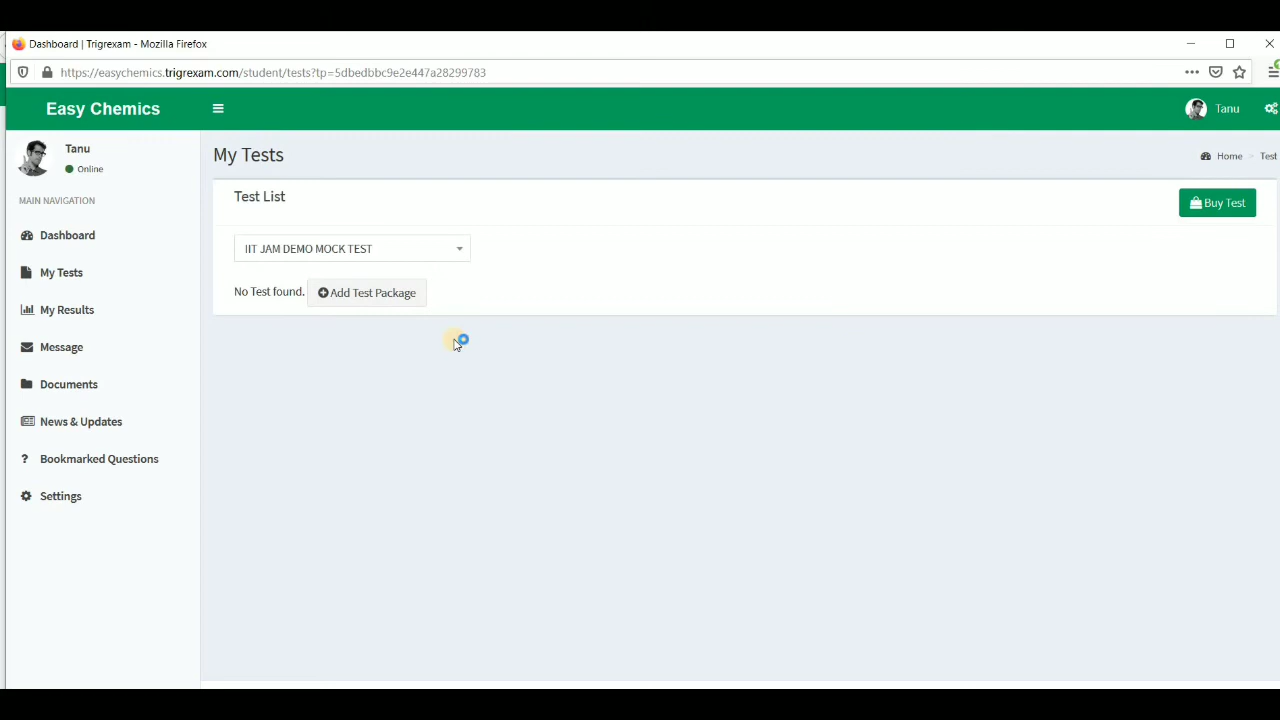 Dashboard | Trigrexam - Mozilla Firefox
https://easychemics.trigrexam.com/student/tests?tp=5dbedbbc9e2e447a28299783
Easy Chemics
Tanu
Tanu
Online
My Tests
Home > Test
MAIN NAVIGATION
Test List
Buy Test
Dashboard
IIT JAM DEMO MOCK TEST
My Tests
No Test found. Add Test Package
My Results
Message
Documents
News & Updates
? Bookmarked Questions
Settings